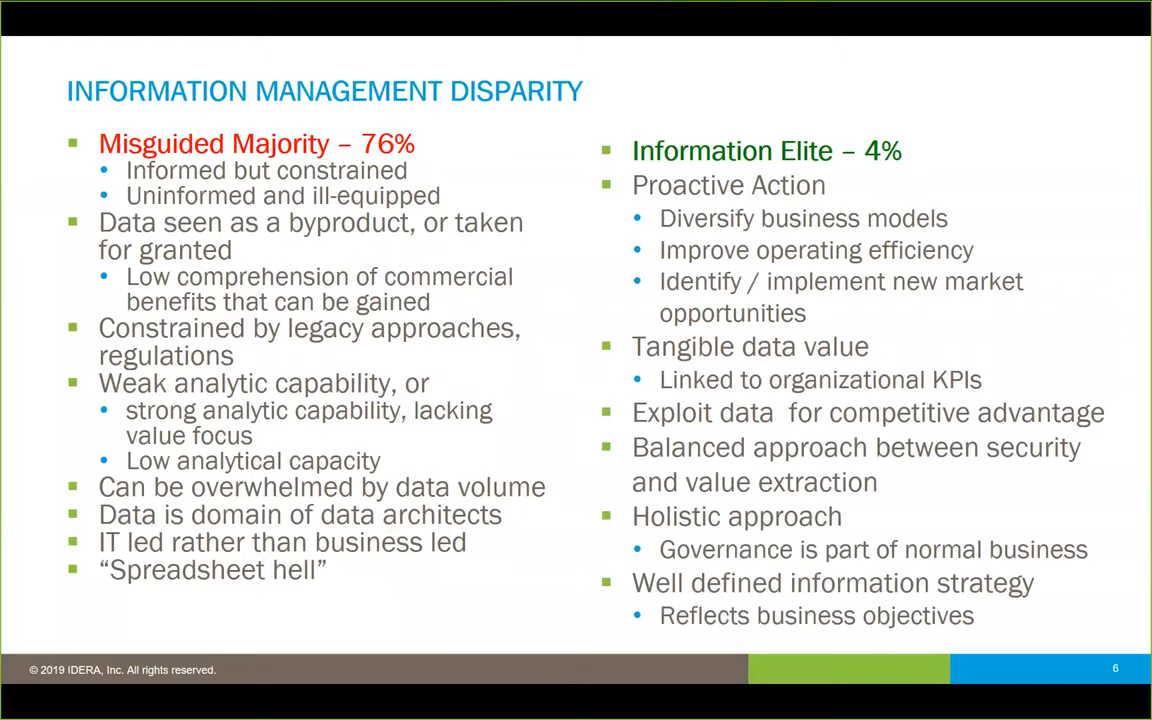 INFORMATION MANAGEMENT DISPARITY
Misguided Majority – 76%
Informed but constrained
Uninformed and ill-equipped
Data seen as a byproduct, or taken
for granted
Low comprehension of commercial
benefits that can be gained
Constrained by legacy approaches,
regulations
Weak analytic capability, or
strong analytic capability, lacking
value focus
Low analytical capacity
Can be overwhelmed by data volume
Data is domain of data architects
IT led rather than business led
“Spreadsheet hell”
Information Elite – 4%
Proactive Action
Diversify business models
Improve operating efficiency
Identify / implement new market
opportunities
Tangible data value
Linked to organizational KPIs
Exploit data  for competitive advantage
Balanced approach between security
and value extraction
Holistic approach
Governance is part of normal business
Well defined information strategy
Reflects business objectives
© 2019 IDERA, Inc. All rights reserved.
6